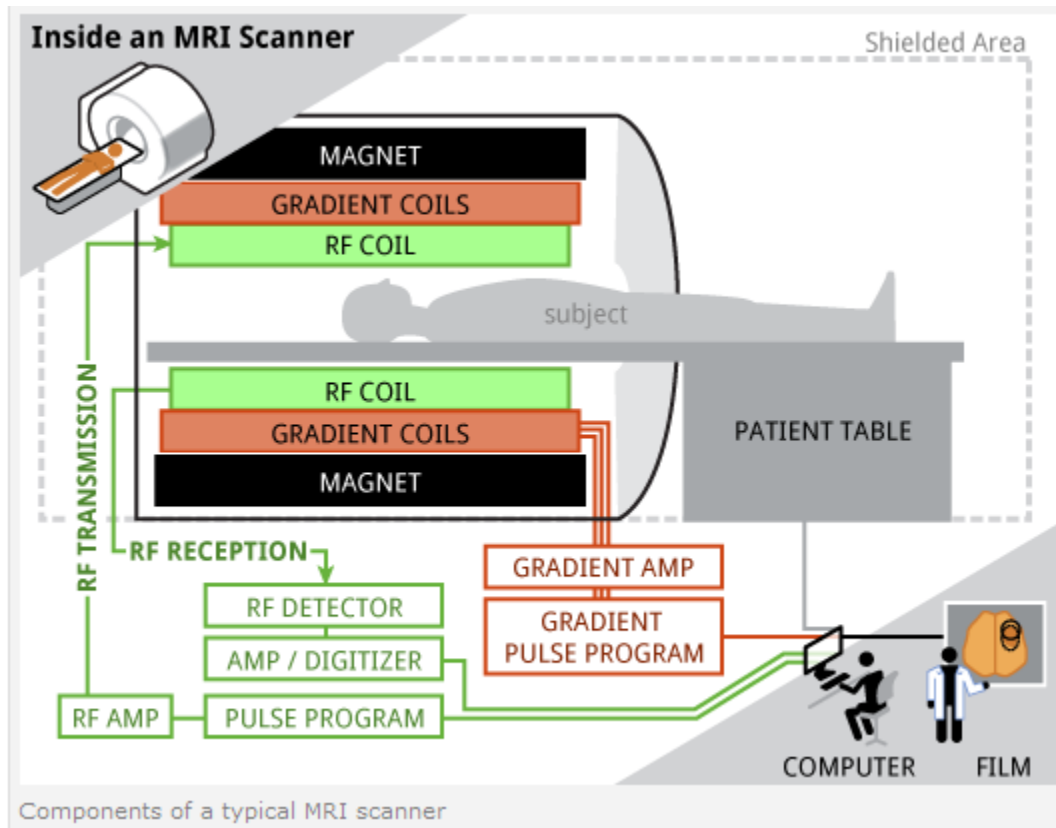 Inside an MRI Scanner
Shielded Area
MAGNET
GRADIENT COILS
RF COIL
subject
RF COIL
GRADIENT COILS
MAGNET
PATIENT TABLE
RF TRANSMISSION
RF RECEPTION
RF DETECTOR
AMP / DIGITIZER
RF AMP
PULSE PROGRAM
GRADIENT AMP
GRADIENT
PULSE PROGRAM
COMPUTER
FILM
Components of a typical MRI scanner